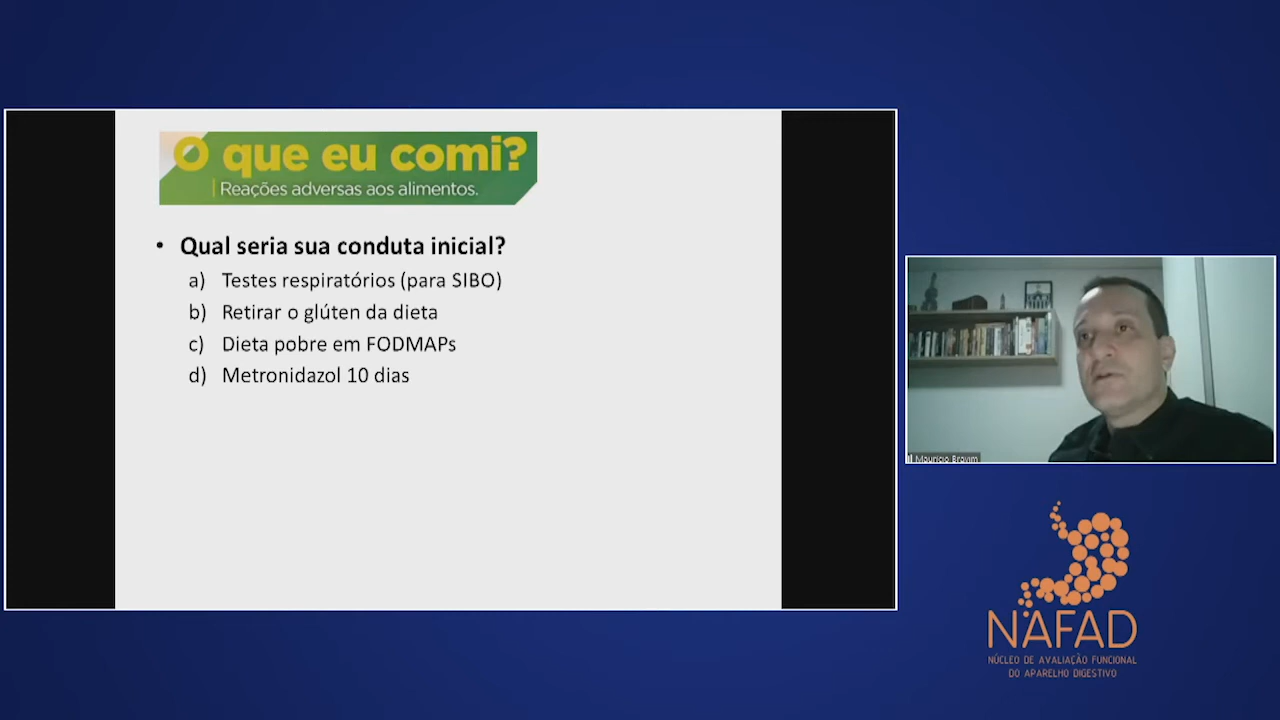 O que eu comi?
Reações adversas aos alimentos.
• Qual seria sua conduta inicial?
a) Testes respiratórios (para SIBO)
b) Retirar o glúten da dieta
c) Dieta pobre em FODMAPs
d) Metronidazol 10 dias
Mauricio Bravim
NAFAD
NÚCLEO DE AVALIAÇÃO FUNCIONAL
DO APARELHO DIGESTIVO